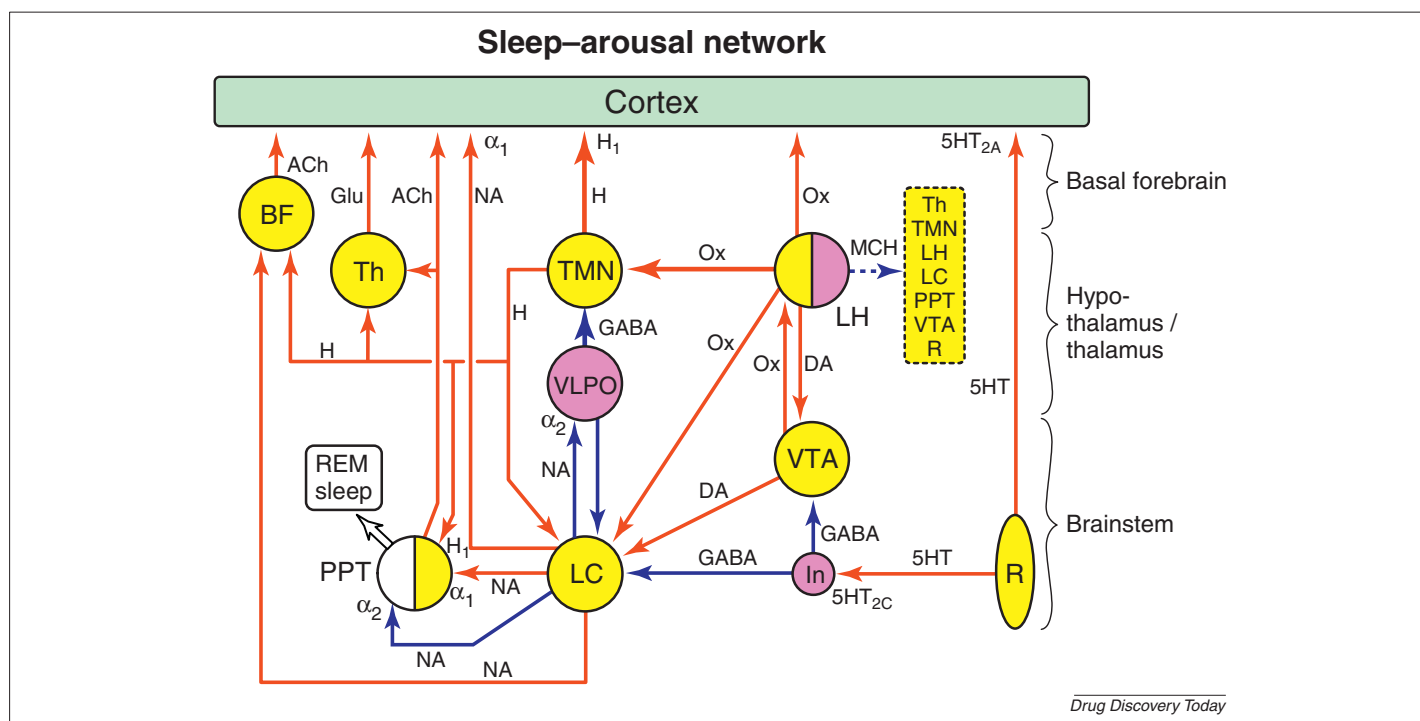 Sleep–arousal network
Cortex
ACh
Glu
ACh
α1
NA
H1
H
Ox
5HT2A
Basal forebrain
BF
Th
TMN
Ox
LH
MCH
Th
TMN
LH
LC
PPT
VTA
R
Hypo-
thalamus /
thalamus
H
H
GABA
VLPO
α2
NA
Ox
Ox
DA
5HT
VTA
DA
REM
sleep
Brainstem
PPT
H1
α1
α2
NA
LC
GABA
GABA
In
5HT2C
5HT
R
NA
NA
Drug Discovery Today